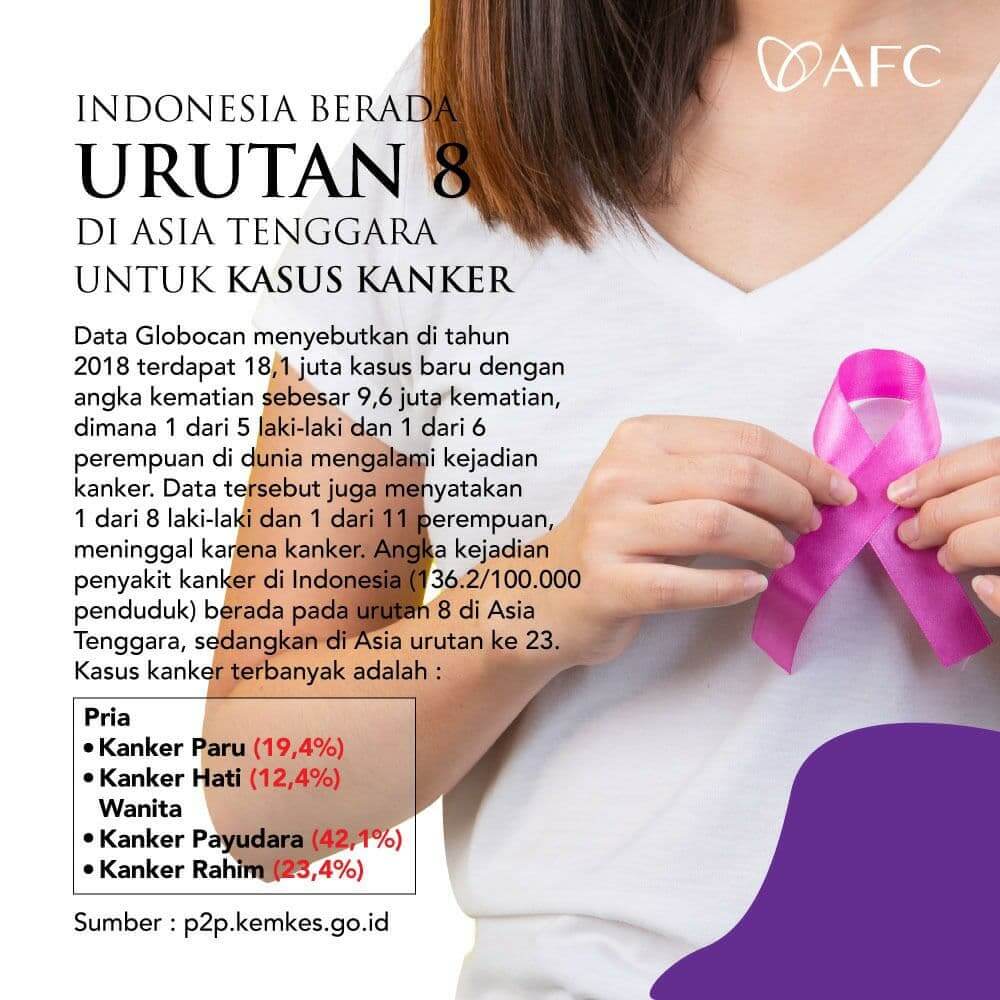 AFC
INDONESIA BERADA
URUTAN 8
DI ASIA TENGGARA
UNTUK KASUS KANKER
Data Globocan menyebutkan di tahun
2018 terdapat 18,1 juta kasus baru dengan
angka kematian sebesar 9,6 juta kematian,
dimana 1 dari 5 laki-laki dan 1 dari 6
perempuan di dunia mengalami kejadian
kanker. Data tersebut juga menyatakan
1 dari 8 laki-laki dan 1 dari 11 perempuan,
meninggal karena kanker. Angka kejadian
penyakit kanker di Indonesia (136.2/100.000
penduduk) berada pada urutan 8 di Asia
Tenggara, sedangkan di Asia urutan ke 23.
Kasus kanker terbanyak adalah :
Pria
• Kanker Paru (19,4%)
• Kanker Hati (12,4%)
Wanita
• Kanker Payudara (42,1%)
• Kanker Rahim (23,4%)
Sumber : p2p.kemkes.go.id